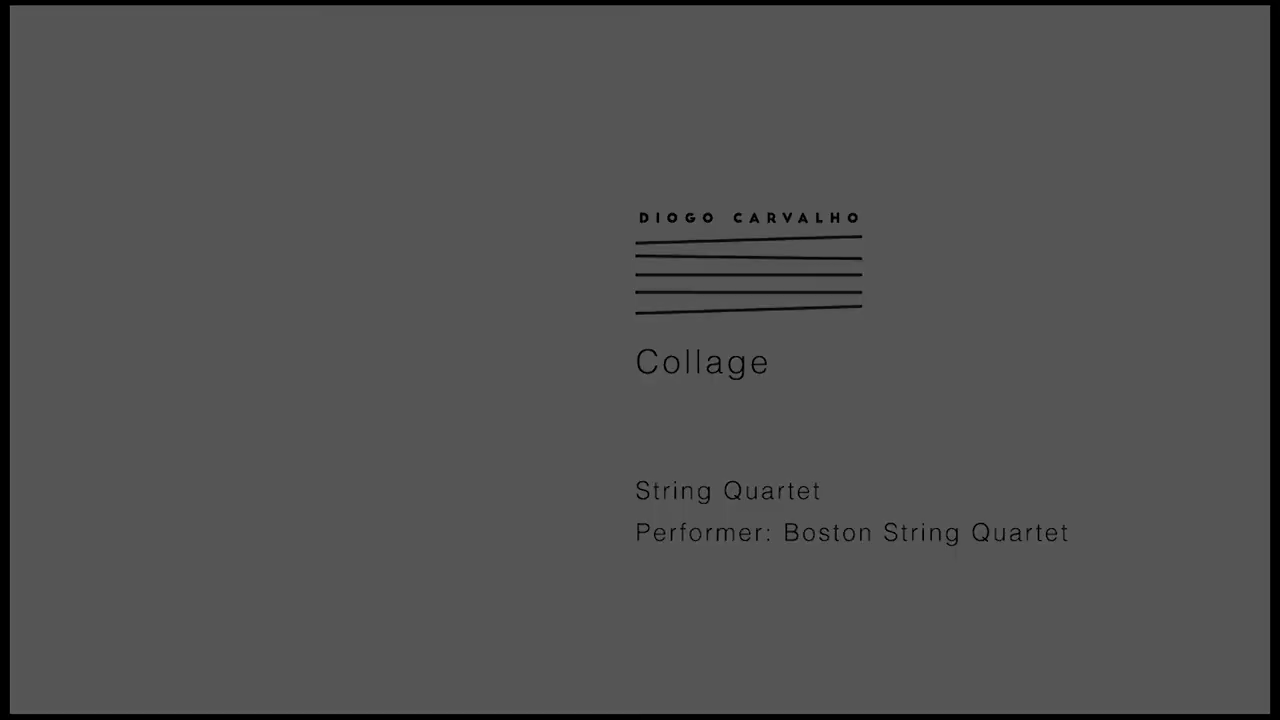 DIOGO CARVALHO
Collage
String Quartet
Performer: Boston String Quartet